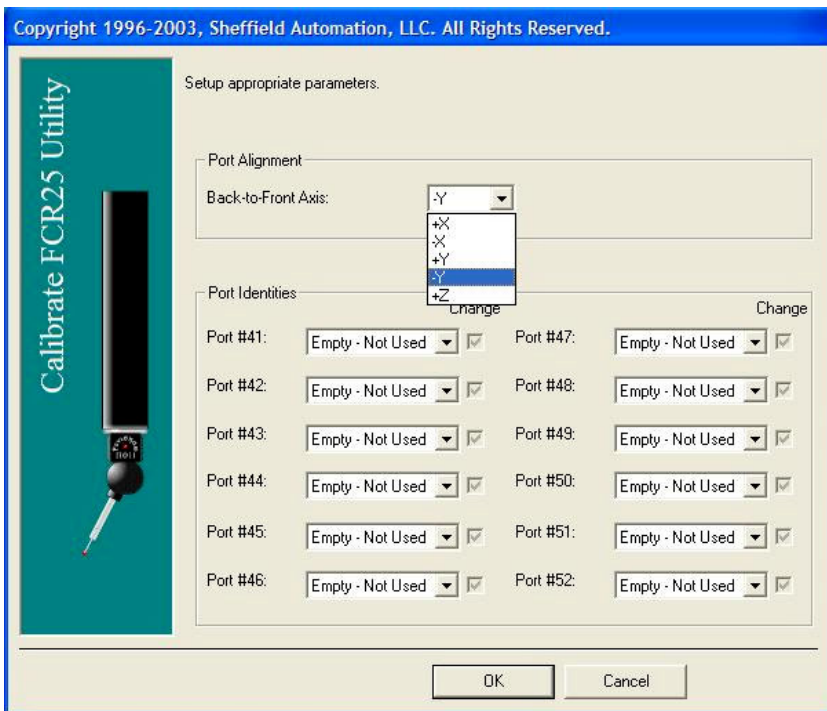 Copyright 1996-2003, Sheffield Automation, LLC. All Rights Reserved.
Calibrate FCR25 Utility
Setup appropriate parameters.
Port Alignment
Back-to-Front Axis: -Y
+X
-X
+Y
-Y
+Z
Port Identities
Change Change
Port #41: Empty - Not Used Port #47: Empty - Not Used
Port #42: Empty - Not Used Port #48: Empty - Not Used
Port #43: Empty - Not Used Port #49: Empty - Not Used
Port #44: Empty - Not Used Port #50: Empty - Not Used
Port #45: Empty - Not Used Port #51: Empty - Not Used
Port #46: Empty - Not Used Port #52: Empty - Not Used
OK Cancel